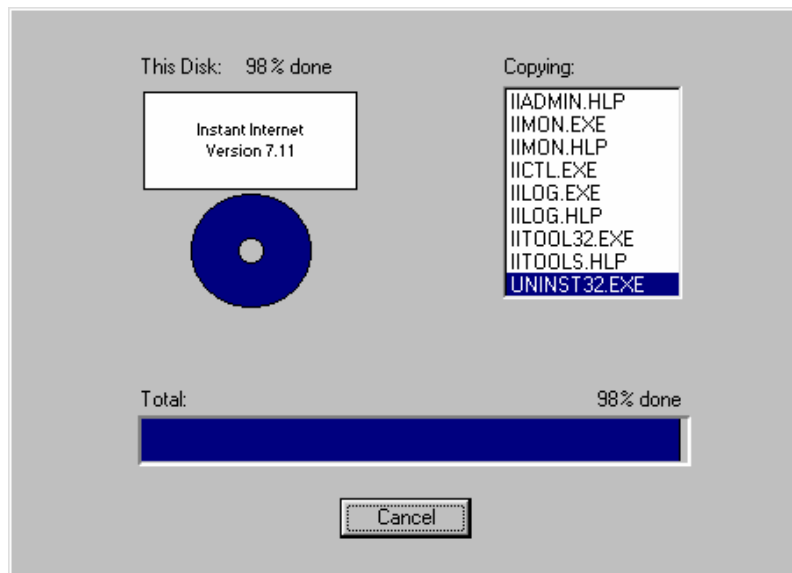 This Disk: 98% done
Instant Internet
Version 7.11
Copying:
IIADMIN.HLP
IIMON.EXE
IIMON.HLP
IICTL.EXE
IILOG.EXE
IILOG.HLP
IITOOL32.EXE
IITOOLS.HLP
UNINST32.EXE
Total: 98% done
Cancel